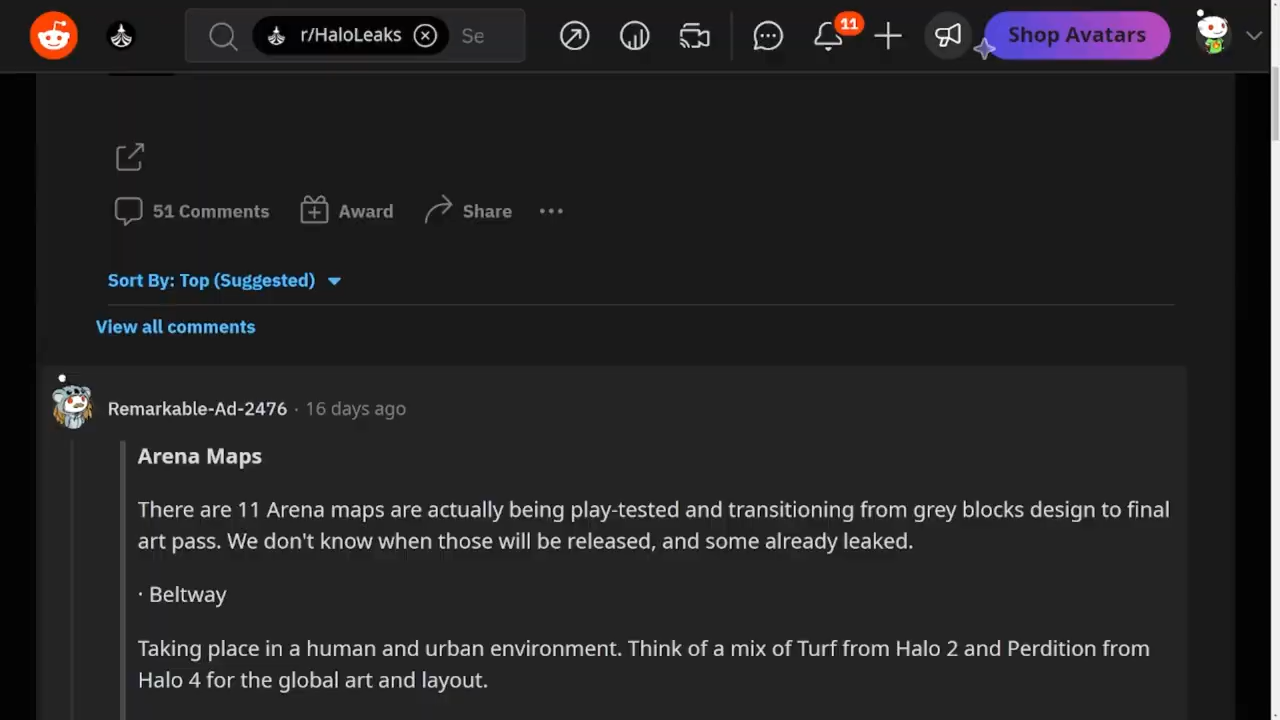 r/HaloLeaks
Se
11
Shop Avatars
51 Comments
Award
Share
Sort By: Top (Suggested)
View all comments
Remarkable-Ad-2476 · 16 days ago
Arena Maps
There are 11 Arena maps are actually being play-tested and transitioning from grey blocks design to final
art pass. We don't know when those will be released, and some already leaked.
· Beltway
Taking place in a human and urban environment. Think of a mix of Turf from Halo 2 and Perdition from
Halo 4 for the global art and layout.